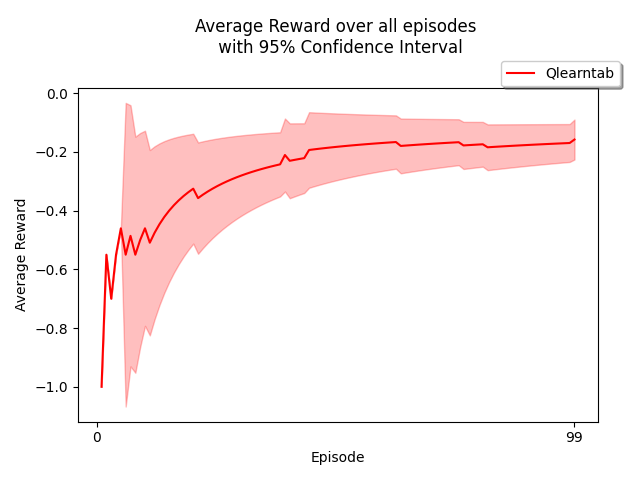 Average Reward over all episodes
with 95% Confidence Interval
Qlearntab
0.0
−0.2
−0.4
−0.6
−0.8
−1.0
Average Reward
0
99
Episode